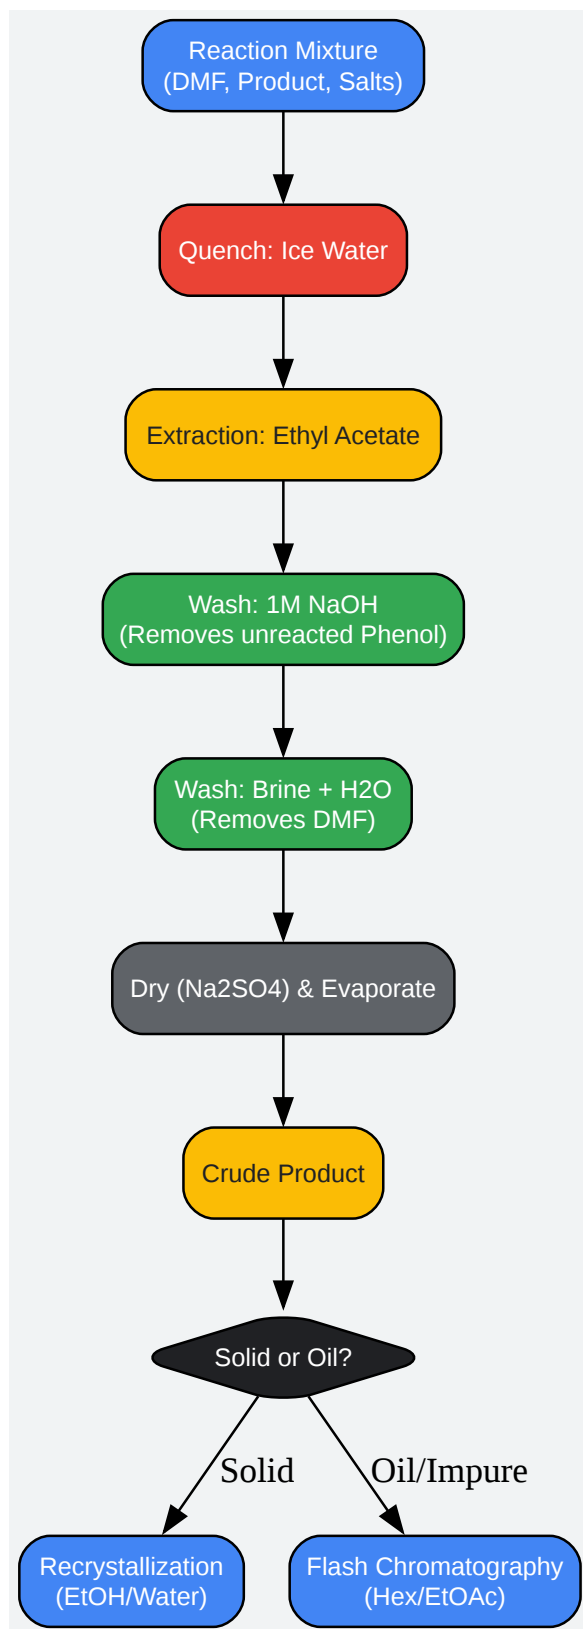 Reaction Mixture
(DMF, Product, Salts)
Quench: Ice Water
Extraction: Ethyl Acetate
Wash: 1M NaOH
(Removes unreacted Phenol)
Wash: Brine + H2O
(Removes DMF)
Dry (Na2SO4) & Evaporate
Crude Product
Solid or Oil?
Solid
Oil/Impure
Recrystallization
(EtOH/Water)
Flash Chromatography
(Hex/EtOAc)